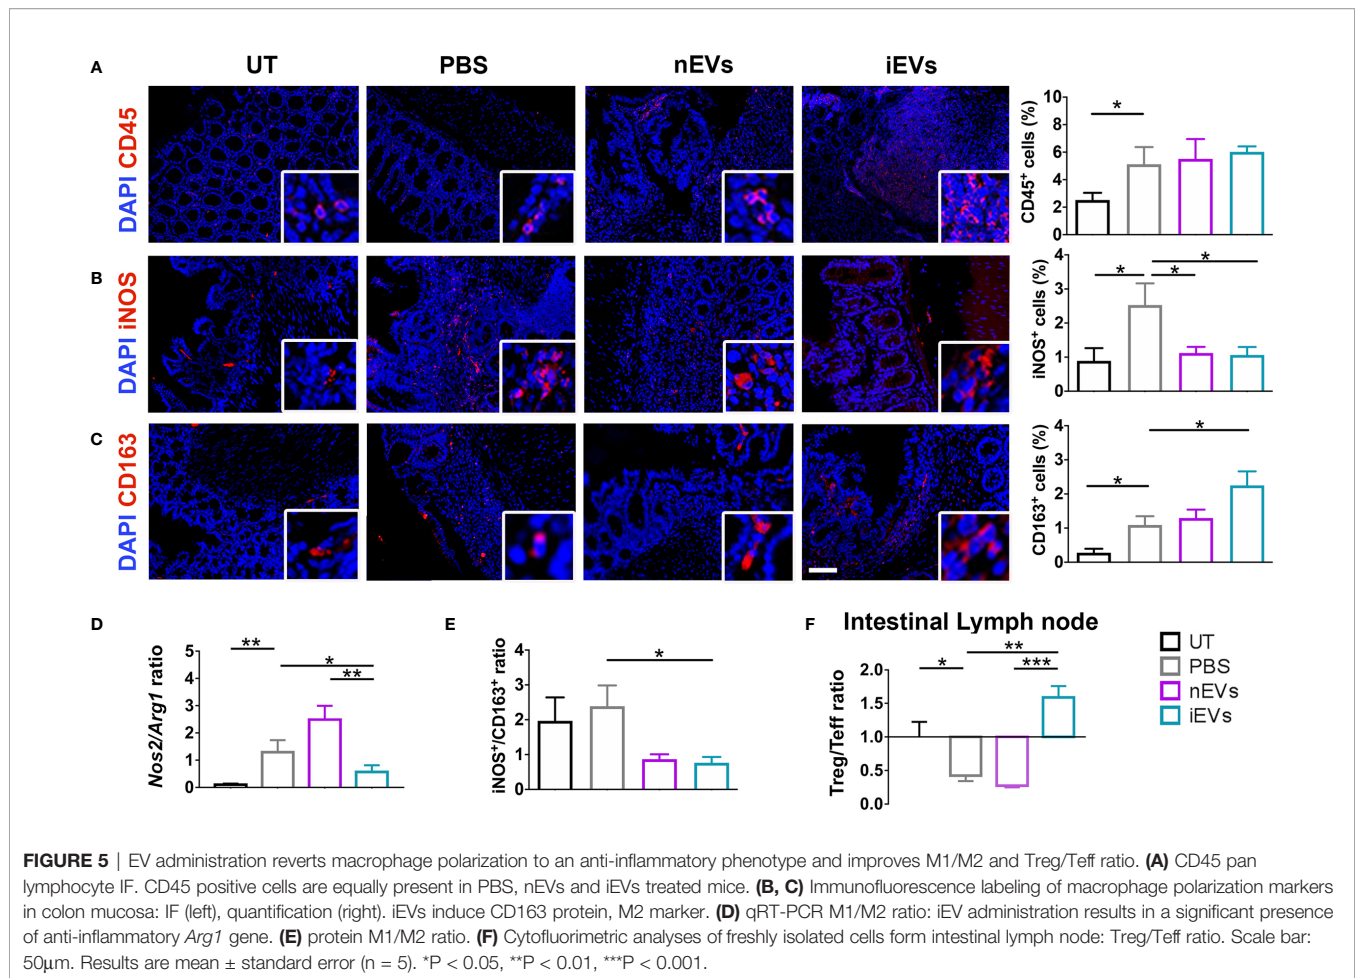 A
UT
PBS
nEVs
iEVs
DAPI CD45
CD45+ cells (%)
10
8
6
4
2
0
*
B
DAPI iNOS
iNOS+ cells (%)
4
3
2
1
0
*
*
*
C
DAPI CD163
CD163+ cells (%)
4
3
2
1
0
*
*
D
Nos2/Arg1 ratio
5
4
3
2
1
0
**
*
**
E
iNOS+/CD163+ ratio
4
3
2
1
0
*
F
Intestinal Lymph node
Treg/Teff ratio
2.0
1.5
1.0
0.5
0.0
*
**
***
UT
PBS
nEVs
iEVs
FIGURE 5 | EV administration reverts macrophage polarization to an anti-inflammatory phenotype and improves M1/M2 and Treg/Teff ratio. (A) CD45 pan
lymphocyte IF. CD45 positive cells are equally present in PBS, nEVs and iEVs treated mice. (B, C) Immunofluorescence labeling of macrophage polarization markers
in colon mucosa: IF (left), quantification (right). iEVs induce CD163 protein, M2 marker. (D) qRT-PCR M1/M2 ratio: iEV administration results in a significant presence
of anti-inflammatory Arg1 gene. (E) protein M1/M2 ratio. (F) Cytofluorimetric analyses of freshly isolated cells form intestinal lymph node: Treg/Teff ratio. Scale bar:
50μm. Results are mean ± standard error (n = 5). *P < 0.05, **P < 0.01, ***P < 0.001.